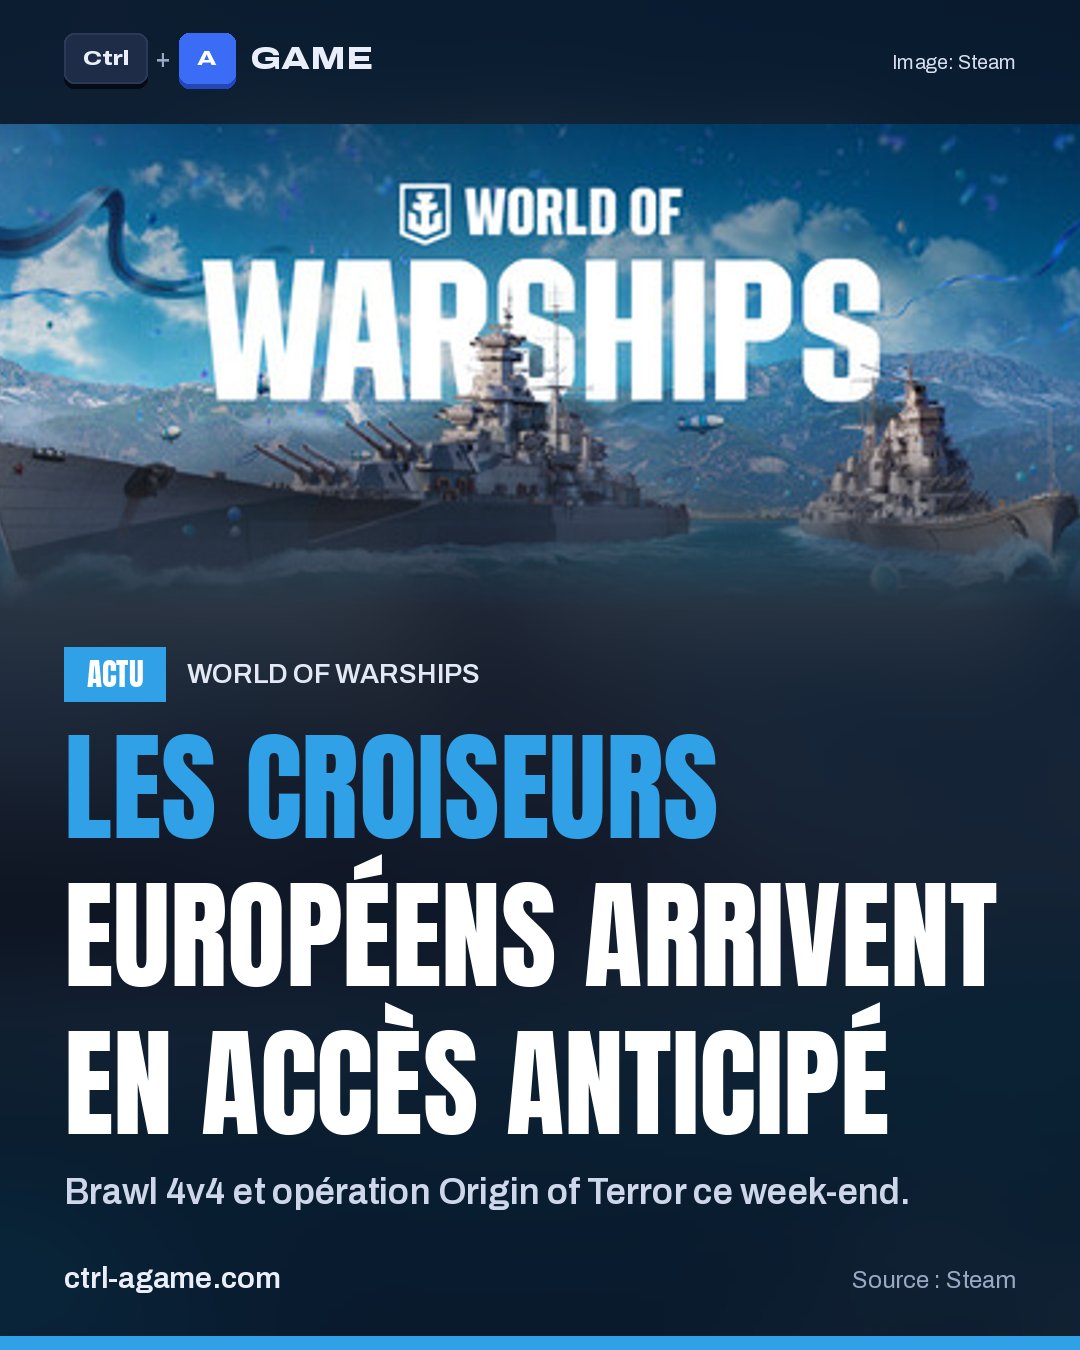 Ctrl + A GAME
Image: Steam
WORLD OF
WARSHIPS
ACTU WORLD OF WARSHIPS
LES CROISEURS
EUROPÉENS ARRIVENT
EN ACCÈS ANTICIPÉ
Brawl 4v4 et opération Origin of Terror ce week-end.
ctrl-agame.com
Source : Steam